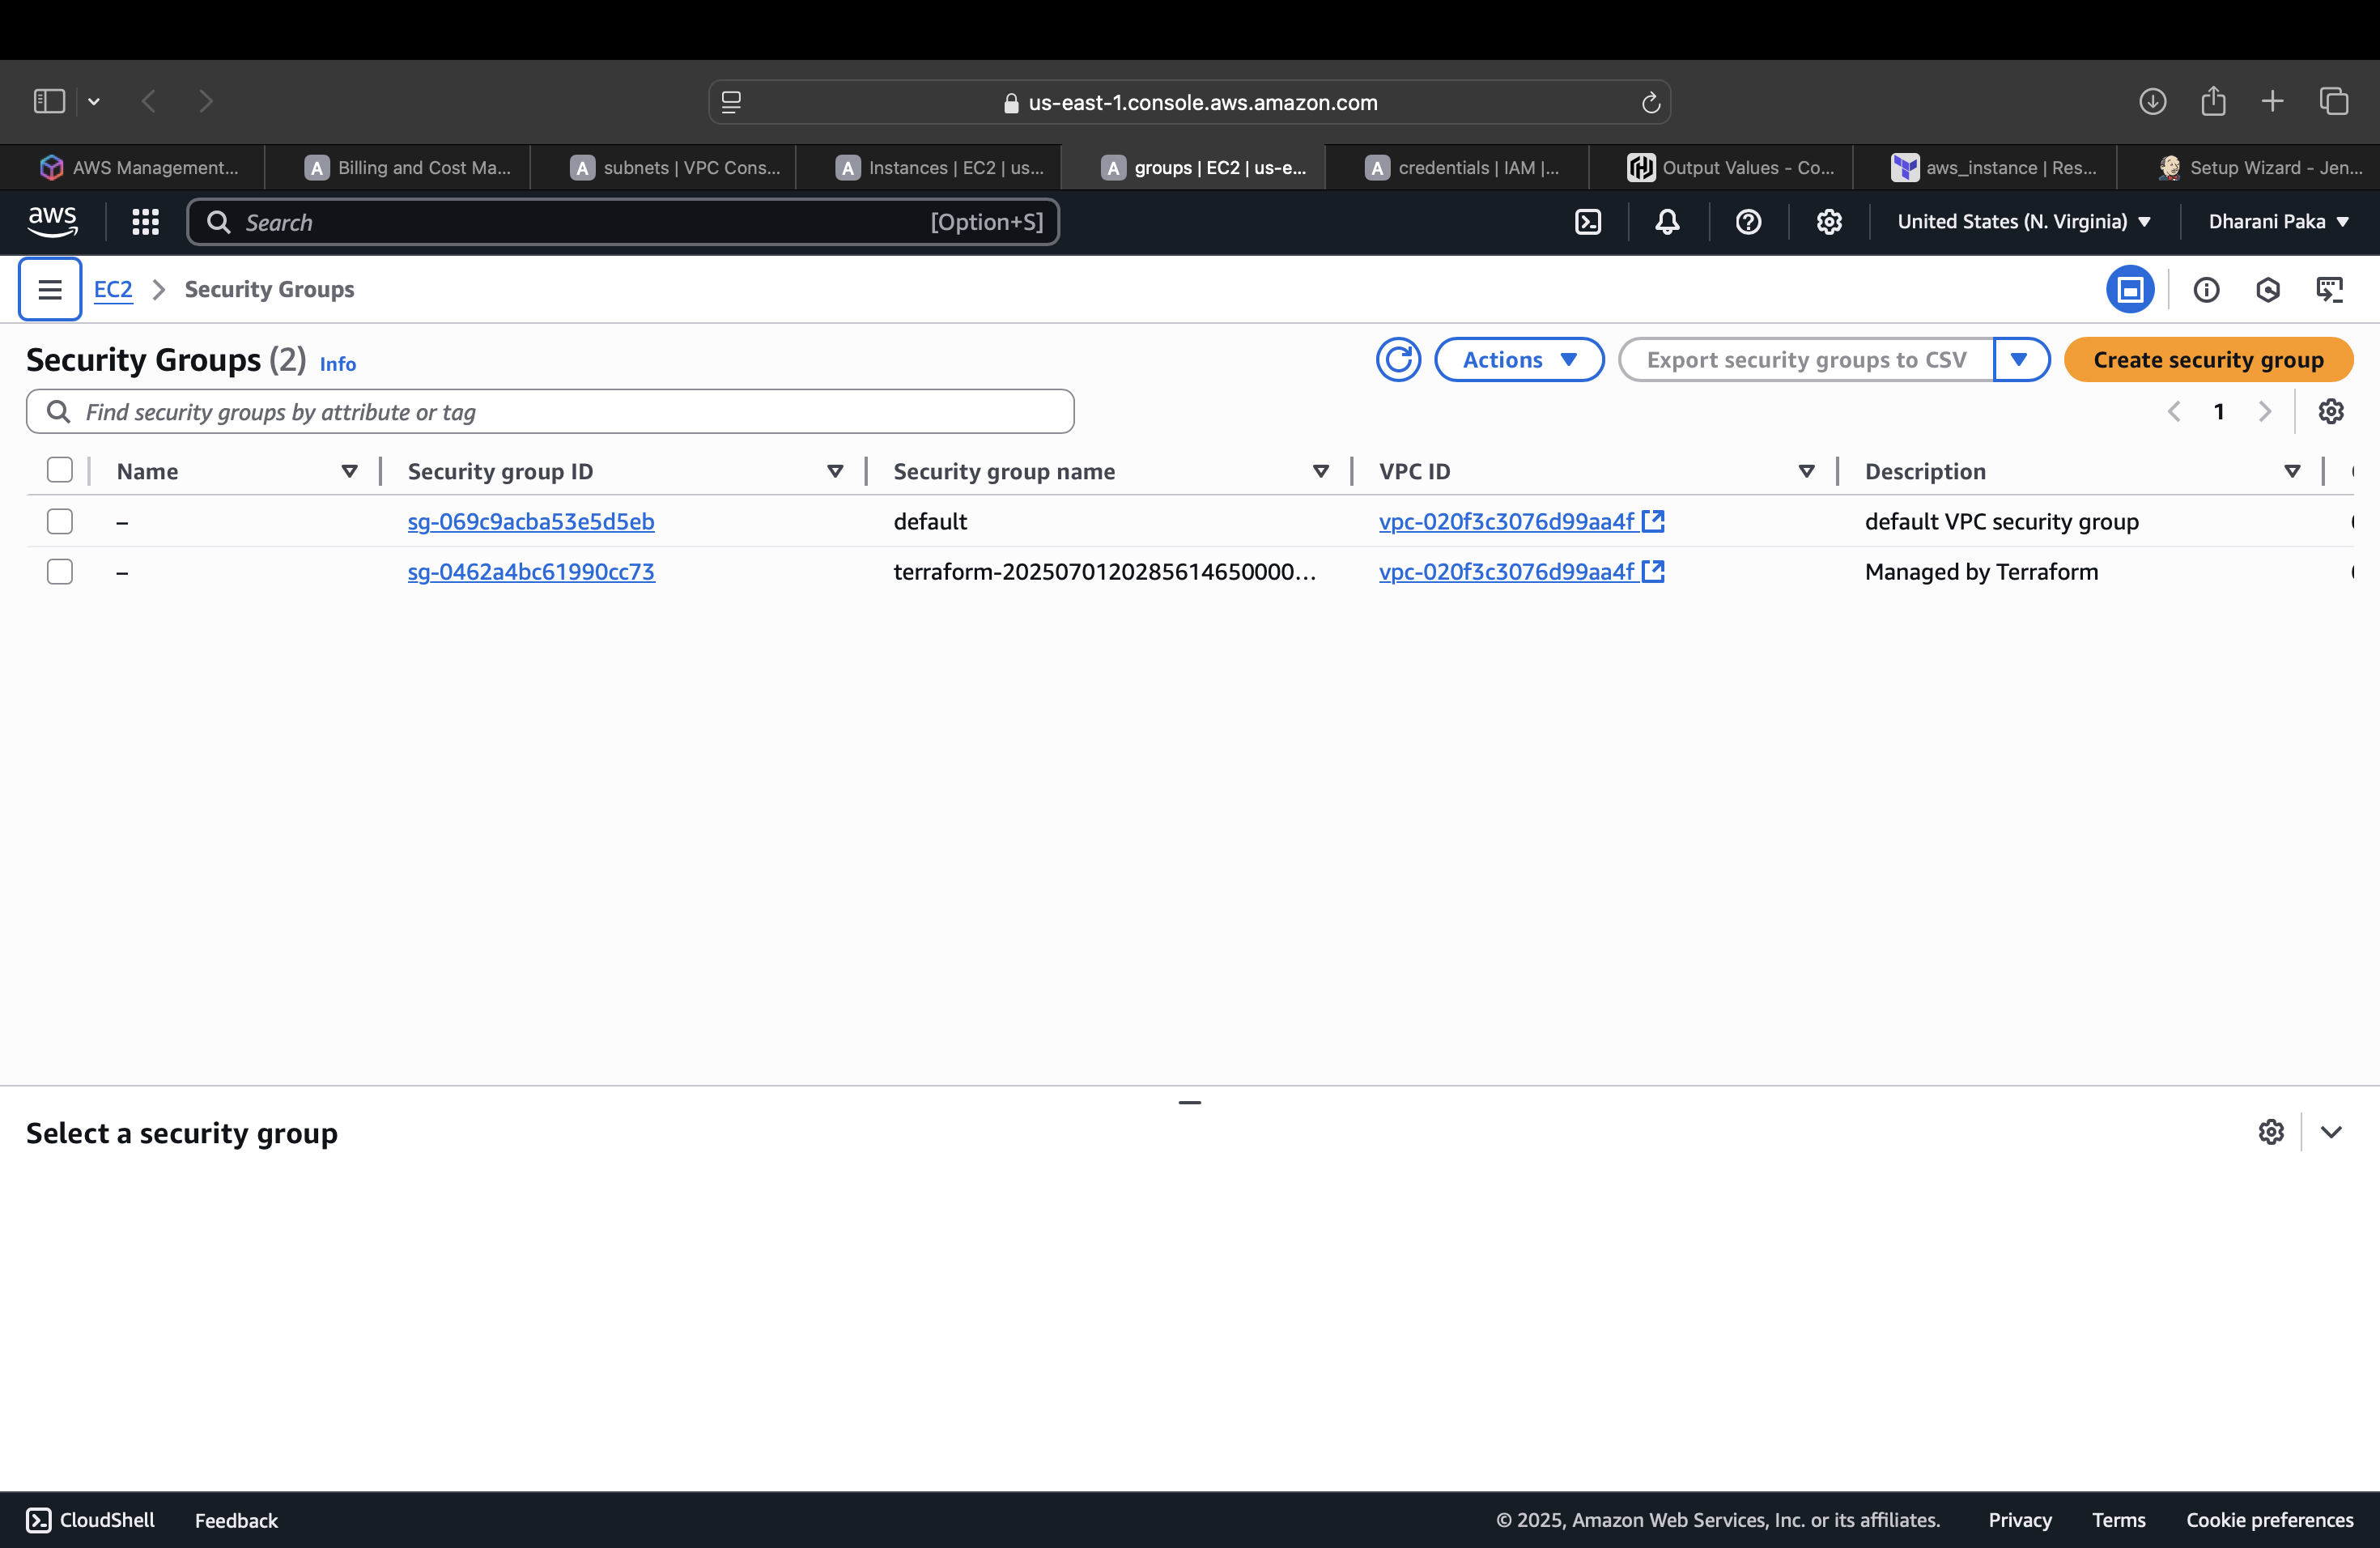 us-east-1.console.aws.amazon.com
AWS Management...
A Billing and Cost Ma...
A subnets | VPC Cons...
A Instances | EC2 | us...
A groups | EC2 | us-e...
A credentials | IAM |...
Output Values - Co...
aws_instance | Res...
Setup Wizard - Jen...
aws
Search [Option+S]
United States (N. Virginia)
Dharani Paka
EC2 > Security Groups
Security Groups (2) Info
Actions
Export security groups to CSV
Create security group
Find security groups by attribute or tag
1
Name Security group ID Security group name VPC ID Description
– sg-069c9acba53e5d5eb default vpc-020f3c3076d99aa4f default VPC security group
– sg-0462a4bc61990cc73 terraform-2025070120285614650000... vpc-020f3c3076d99aa4f Managed by Terraform
Select a security group
CloudShell Feedback © 2025, Amazon Web Services, Inc. or its affiliates. Privacy Terms Cookie preferences